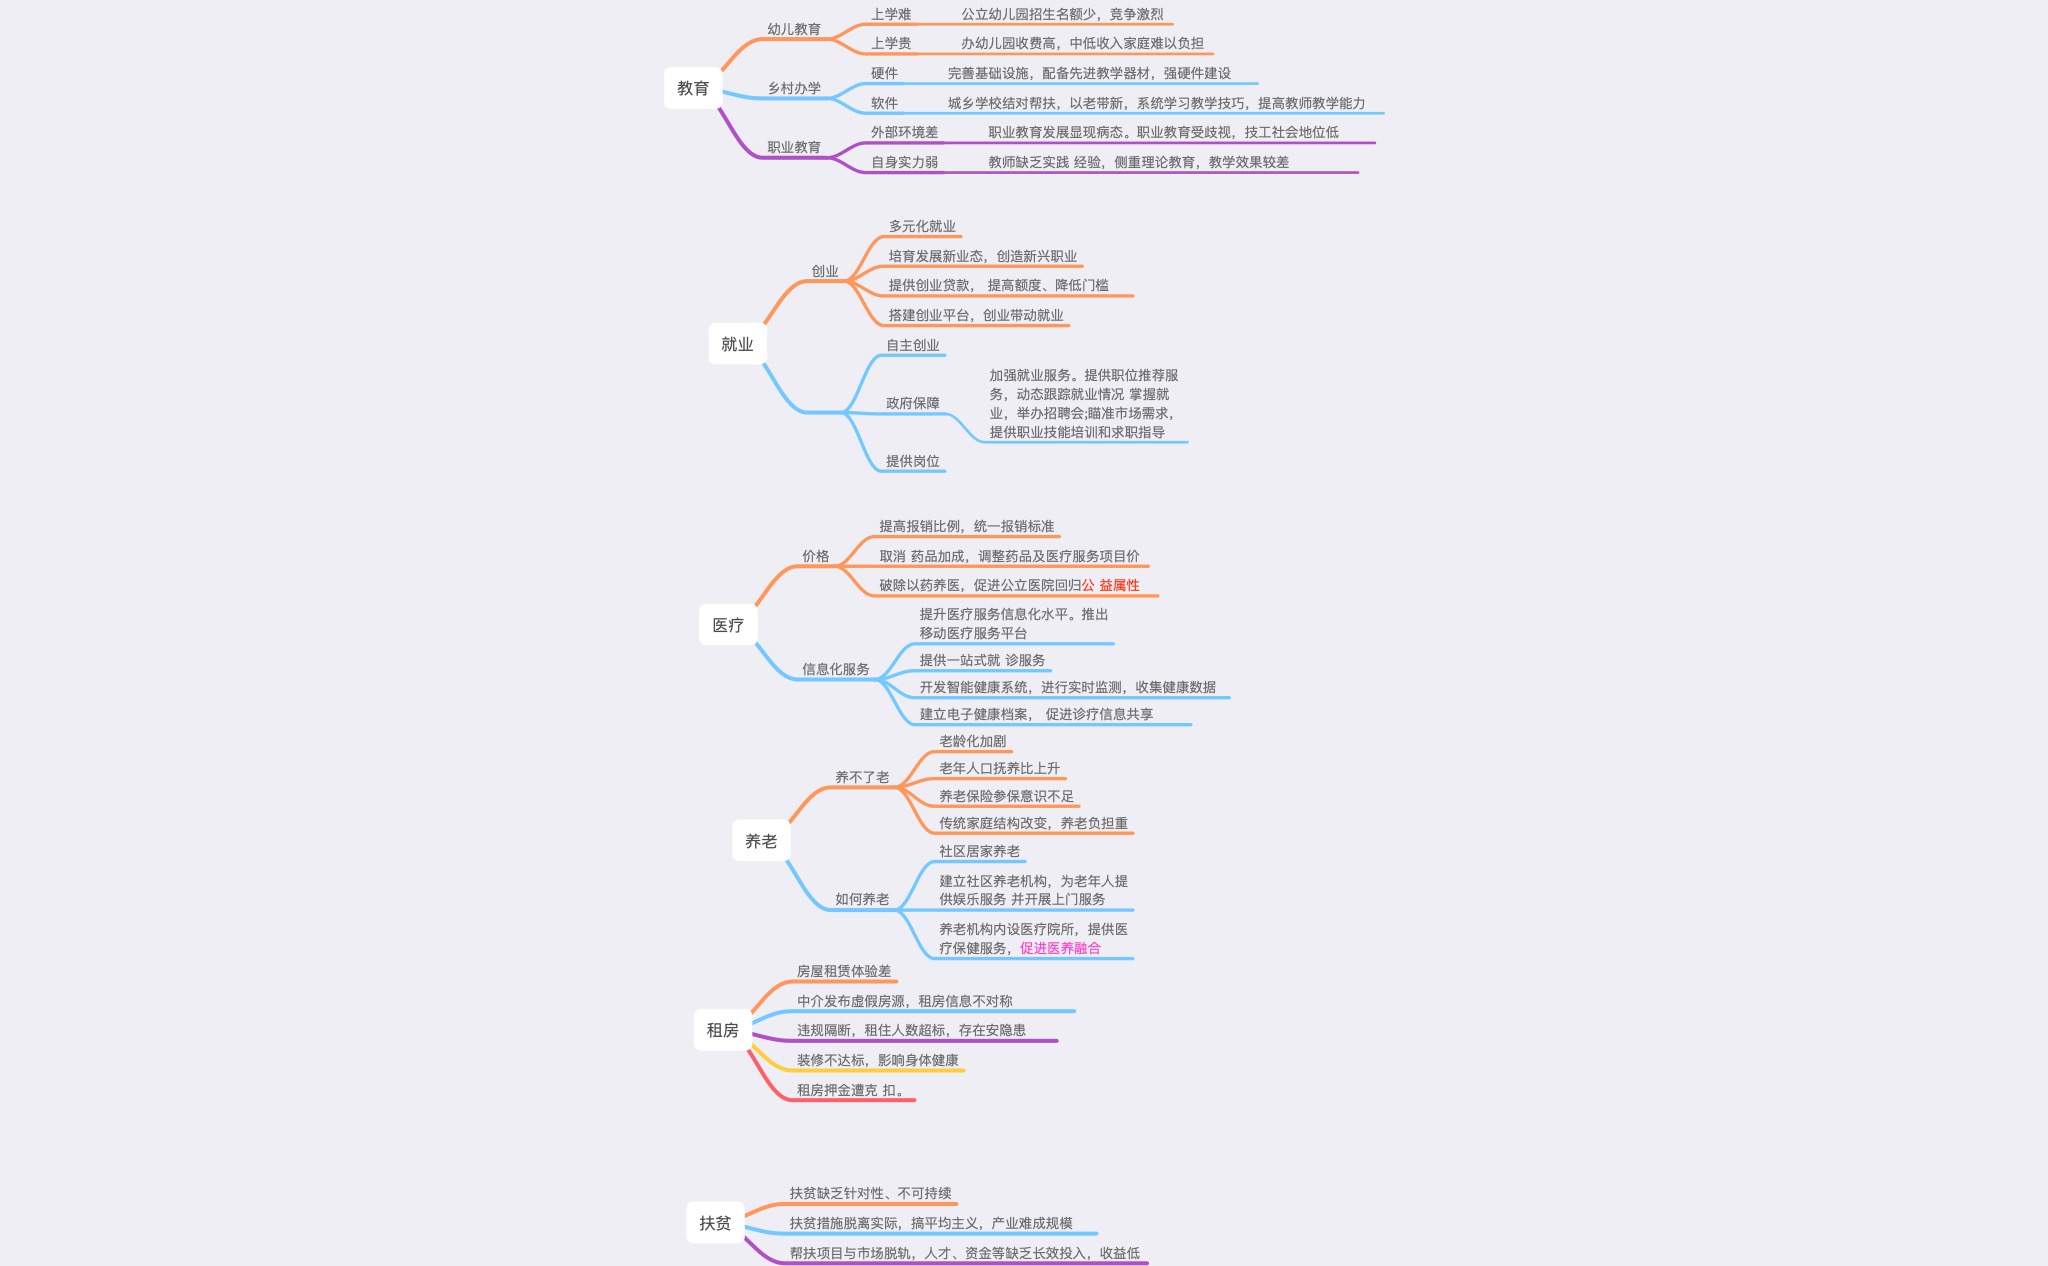 教育
幼儿教育
上学难
公立幼儿园招生名额少，竞争激烈
上学贵
办幼儿园收费高，中低收入家庭难以负担
乡村办学
硬件
完善基础设施，配备先进教学器材，强硬件建设
软件
城乡学校结对帮扶，以老带新，系统学习教学技巧，提高教师教学能力
职业教育
外部环境差
职业教育发展显现病态。职业教育受歧视，技工社会地位低
自身实力弱
教师缺乏实践 经验，侧重理论教育，教学效果较差
就业
创业
多元化就业
培育发展新业态，创造新兴职业
提供创业贷款， 提高额度、降低门槛
搭建创业平台，创业带动就业
自主创业
政府保障
加强就业服务。提供职位推荐服
务，动态跟踪就业情况 掌握就
业，举办招聘会;瞄准市场需求，
提供职业技能培训和求职指导
提供岗位
医疗
价格
提高报销比例，统一报销标准
取消 药品加成，调整药品及医疗服务项目价
破除以药养医，促进公立医院回归公 益属性
信息化服务
提升医疗服务信息化水平。推出
移动医疗服务平台
提供一站式就 诊服务
开发智能健康系统，进行实时监测，收集健康数据
建立电子健康档案， 促进诊疗信息共享
养老
养不了老
老龄化加剧
老年人口抚养比上升
养老保险参保意识不足
传统家庭结构改变，养老负担重
如何养老
社区居家养老
建立社区养老机构，为老年人提
供娱乐服务 并开展上门服务
养老机构内设医疗院所，提供医
疗保健服务，促进医养融合
租房
房屋租赁体验差
中介发布虚假房源，租房信息不对称
违规隔断，租住人数超标，存在安隐患
装修不达标，影响身体健康
租房押金遭克 扣。
扶贫
扶贫缺乏针对性、不可持续
扶贫措施脱离实际，搞平均主义，产业难成规模
帮扶项目与市场脱轨，人才、资金等缺乏长效投入，收益低